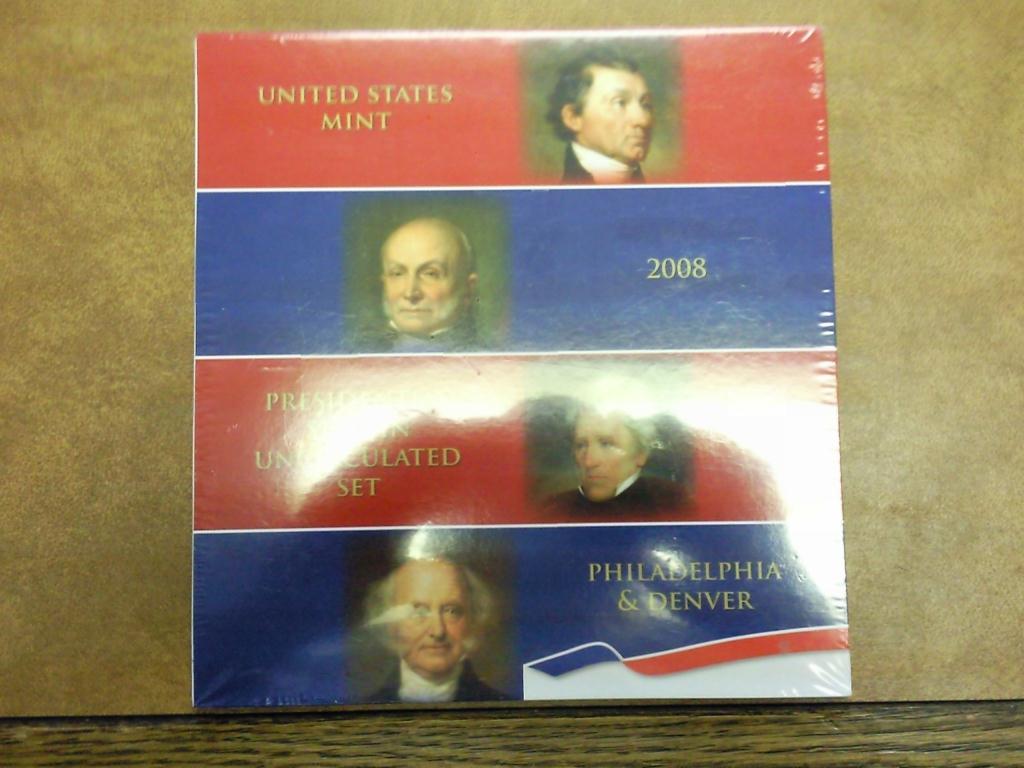 UNITED STATES
MINT
2008
SET
PHILADELPHIA
& DENVER